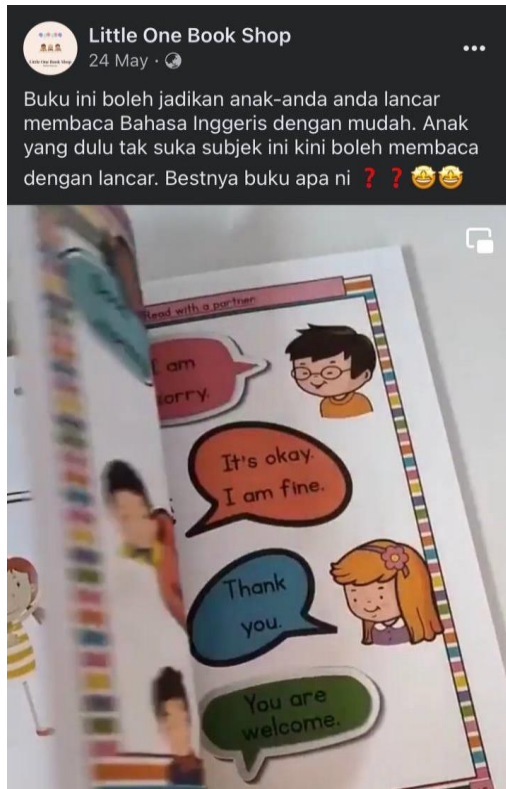 Little One Book Shop
24 May ·
Buku ini boleh jadikan anak-anda anda lancar
membaca Bahasa Inggeris dengan mudah. Anak
yang dulu tak suka subjek ini kini boleh membaca
dengan lancar. Bestnya buku apa ni ❓❓🤩🤩
Read with a partner
I am
sorry.
It's okay.
I am fine.
Thank
you.
You are
welcome.